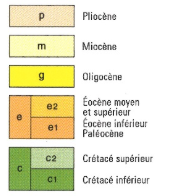 p Pliocène
m Miocène
g Oligocène
e e2 Éocène moyen
et supérieur
e1 Éocène inférieur
Paléocène
c c2 Crétacé supérieur
c1 Crétacé inférieur